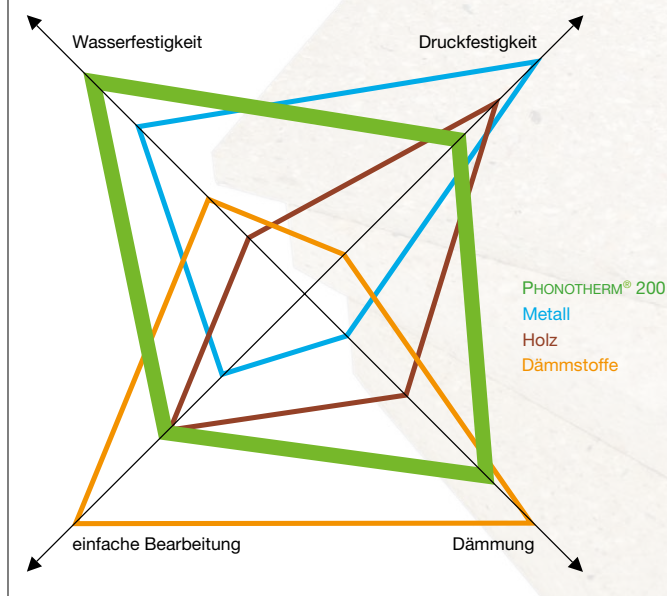 Wasserfestigkeit
Druckfestigkeit
PHONOTHERM® 200
Metall
Holz
Dämmstoffe
einfache Bearbeitung
Dämmung